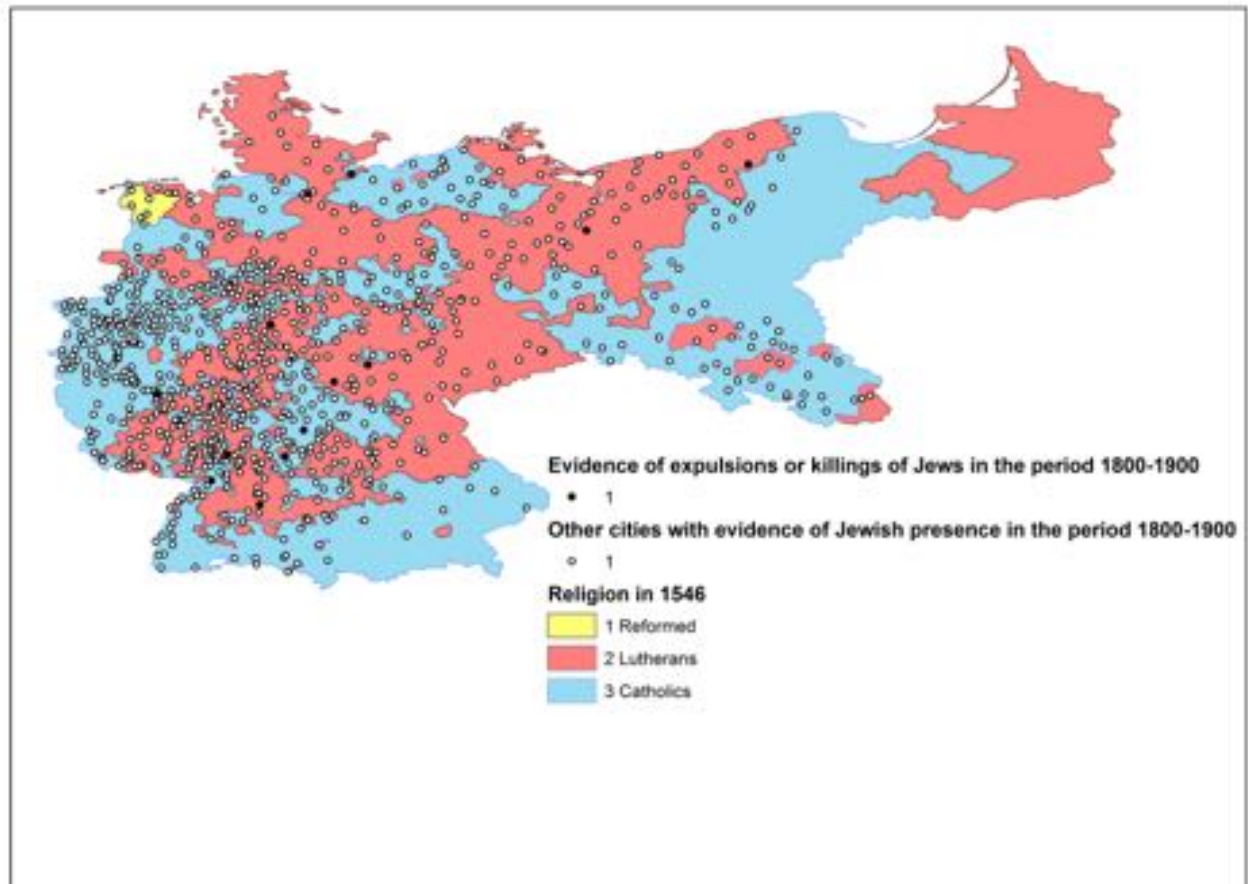 Evidence of expulsions or killings of Jews in the period 1800-1900
1
Other cities with evidence of Jewish presence in the period 1800-1900
1
Religion in 1546
1 Reformed
2 Lutherans
3 Catholics